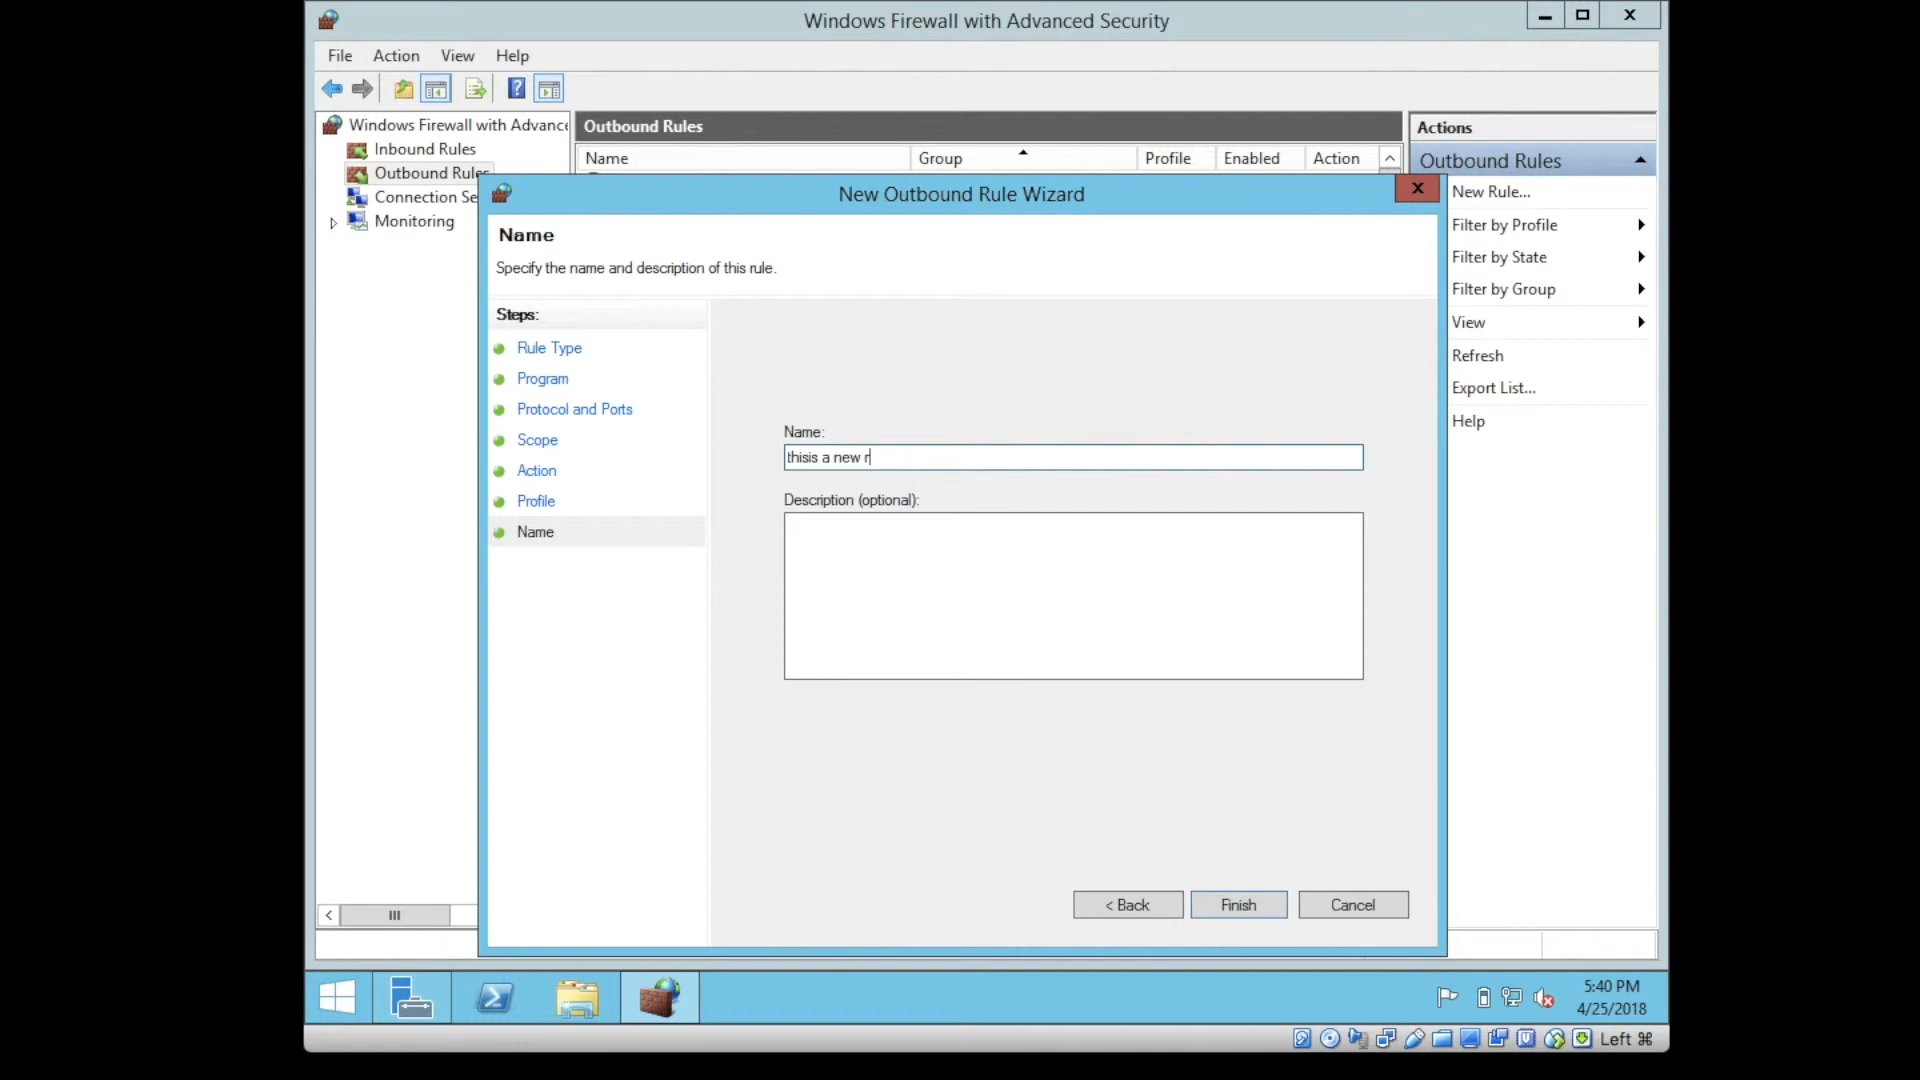 Windows Firewall with Advanced Security
File Action View Help
Windows Firewall with Advance
Inbound Rules
Outbound Rules
Connection Se
Monitoring
Outbound Rules
Name Group Profile Enabled Action
Actions
Outbound Rules
New Rule...
Filter by Profile
Filter by State
Filter by Group
View
Refresh
Export List...
Help
New Outbound Rule Wizard
X
Name
Specify the name and description of this rule.
Steps:
Rule Type
Program
Protocol and Ports
Scope
Action
Profile
Name
Name:
thisis a new r
Description (optional):
< Back Finish Cancel
5:40 PM
4/25/2018
Left ⌘